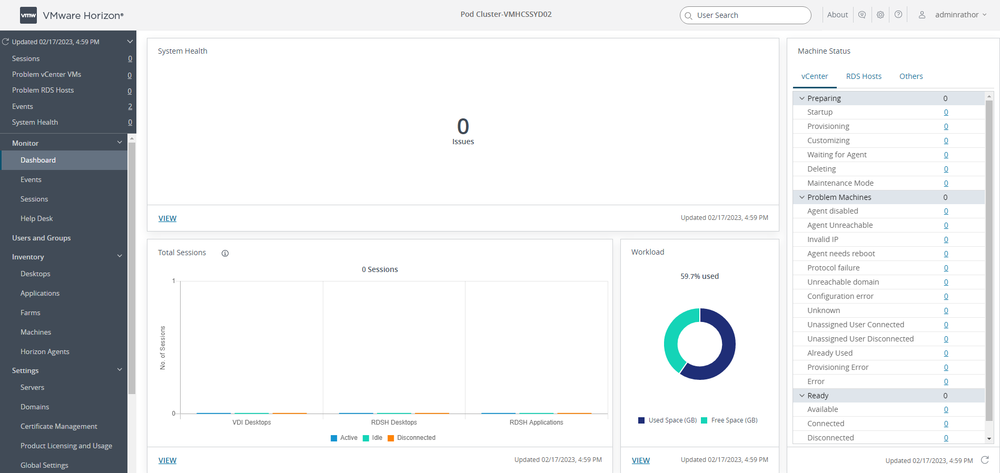 vmw VMware Horizon®
Pod Cluster-VMHCSSYD02
User Search
About
adminrathor
Updated 02/17/2023, 4:59 PM
Sessions 0
Problem vCenter VMs 0
Problem RDS Hosts 0
Events 2
System Health 0
Monitor
Dashboard
Events
Sessions
Help Desk
Users and Groups
Inventory
Desktops
Applications
Farms
Machines
Horizon Agents
Settings
Servers
Domains
Certificate Management
Product Licensing and Usage
Global Settings
System Health
0
Issues
VIEW Updated 02/17/2023, 4:59 PM
Total Sessions
0 Sessions
1
No. of Sessions
0
VDI Desktops RDSH Desktops RDSH Applications
Active Idle Disconnected
VIEW Updated 02/17/2023, 4:59 PM
Workload
59.7% used
Used Space (GB) Free Space (GB)
VIEW Updated 02/17/2023, 4:59 PM
Machine Status
vCenter RDS Hosts Others
Preparing 0
Startup 0
Provisioning 0
Customizing 0
Waiting for Agent 0
Deleting 0
Maintenance Mode 0
Problem Machines 0
Agent disabled 0
Agent Unreachable 0
Invalid IP 0
Agent needs reboot 0
Protocol failure 0
Unreachable domain 0
Configuration error 0
Unknown 0
Unassigned User Connected 0
Unassigned User Disconnected 0
Already Used 0
Provisioning Error 0
Error 0
Ready 0
Available 0
Connected 0
Disconnected 0
Updated 02/17/2023, 4:59 PM